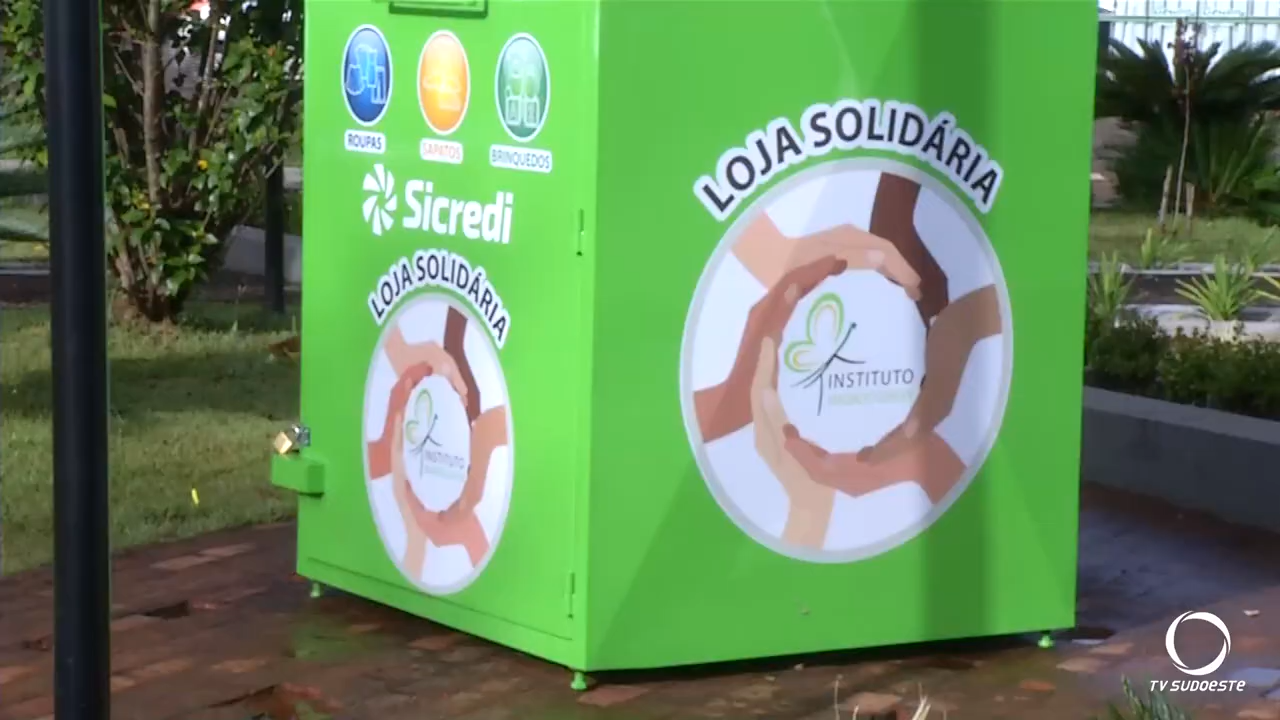 ROUPAS
SAPATOS
BRINQUEDOS
Sicredi
LOJA SOLIDÁRIA
INSTITUTO
LOJA SOLIDÁRIA
INSTITUTO
TV SUDOESTE